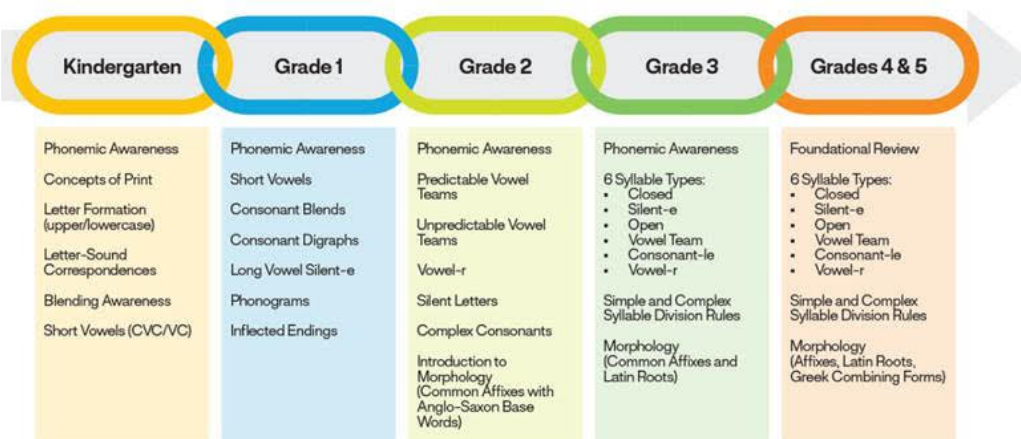 Kindergarten
Grade 1
Grade 2
Grade 3
Grades 4 & 5
Phonemic Awareness
Concepts of Print
Letter Formation
(upper/lowercase)
Letter-Sound
Correspondences
Blending Awareness
Short Vowels (CVC/VC)
Phonemic Awareness
Short Vowels
Consonant Blends
Consonant Digraphs
Long Vowel Silent-e
Phonograms
Inflected Endings
Phonemic Awareness
Predictable Vowel
Teams
Unpredictable Vowel
Teams
Vowel-r
Silent Letters
Complex Consonants
Introduction to
Morphology
(Common Affixes with
Anglo-Saxon Base
Words)
Phonemic Awareness
6 Syllable Types:
▪ Closed
▪ Silent-e
▪ Open
▪ Vowel Team
▪ Consonant-le
▪ Vowel-r
Simple and Complex
Syllable Division Rules
Morphology
(Common Affixes and
Latin Roots)
Foundational Review
6 Syllable Types:
▪ Closed
▪ Silent-e
▪ Open
▪ Vowel Team
▪ Consonant-le
▪ Vowel-r
Simple and Complex
Syllable Division Rules
Morphology
(Affixes, Latin Roots,
Greek Combining Forms)